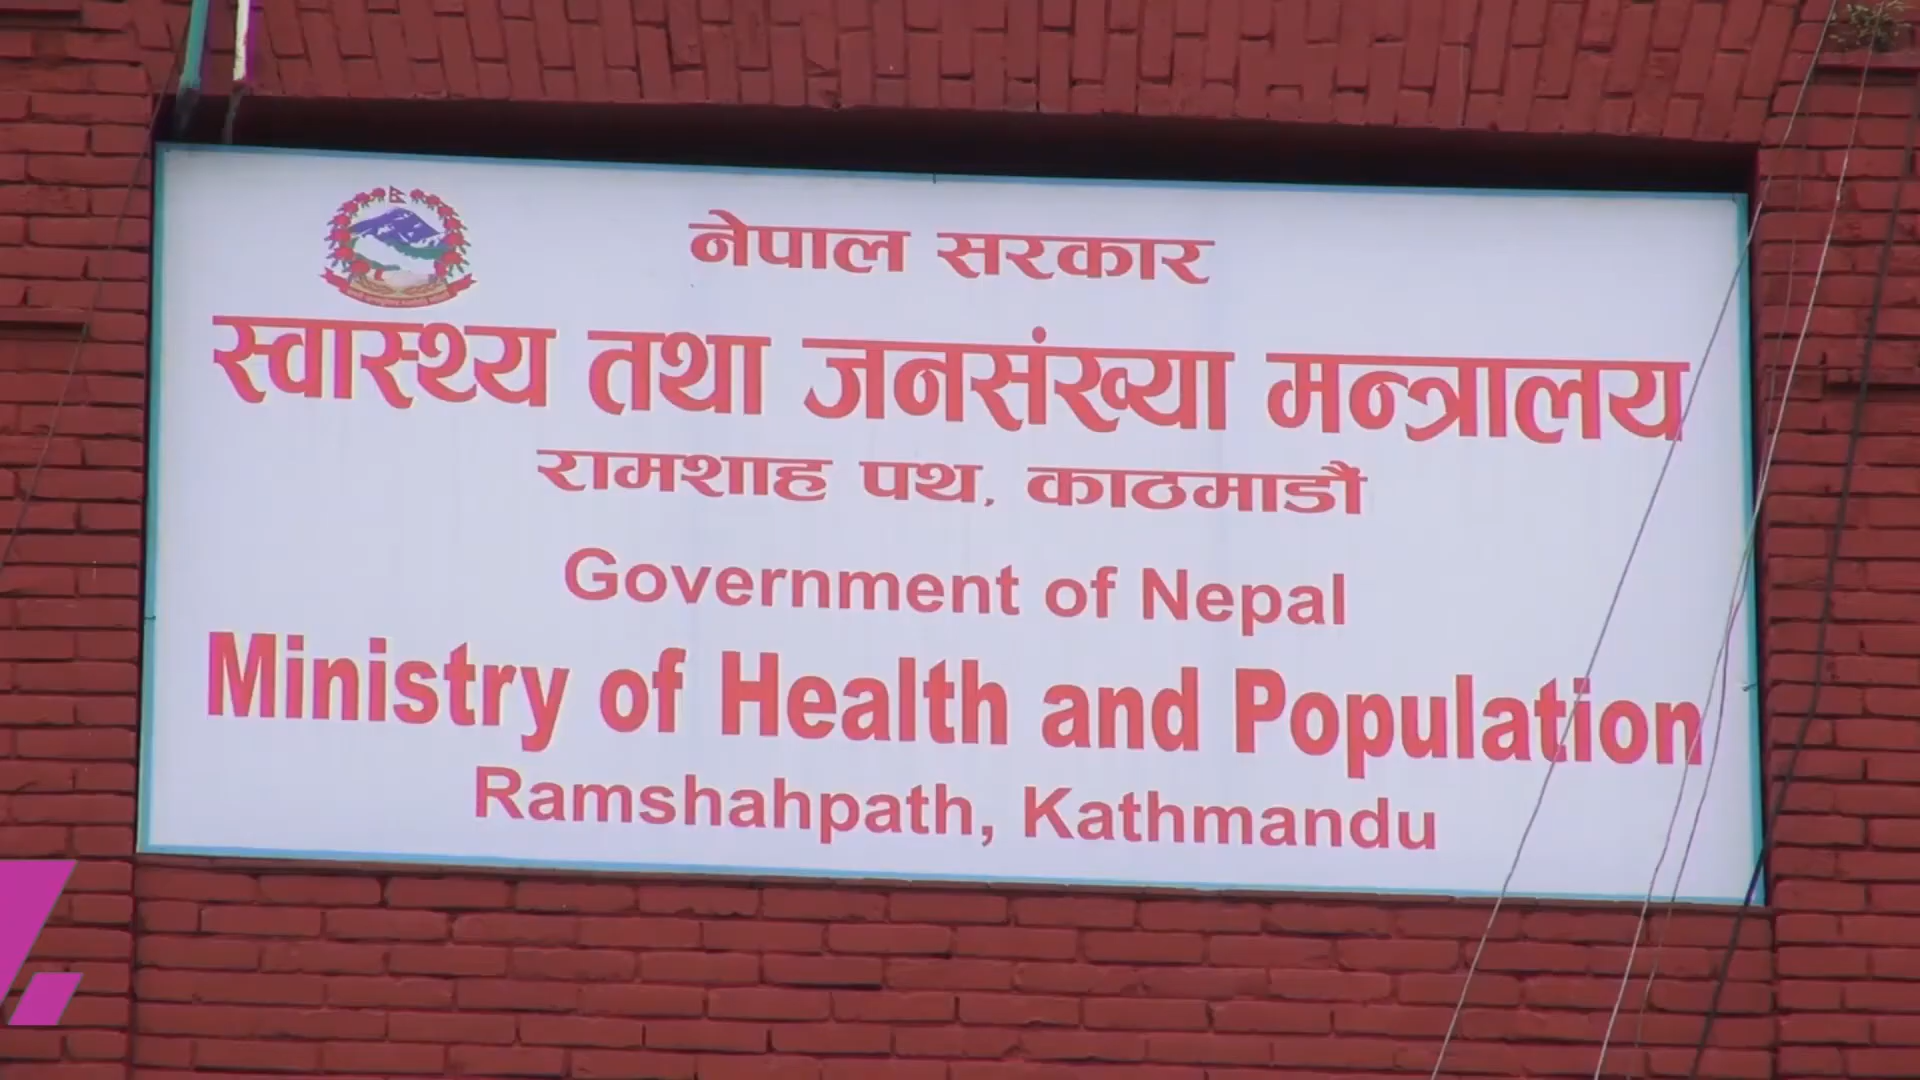 नेपाल सरकार
स्वास्थ्य तथा जनसंख्या मन्त्रालय
रामशाह पथ, काठमाडौं
Government of Nepal
Ministry of Health and Population
Ramshahpath, Kathmandu